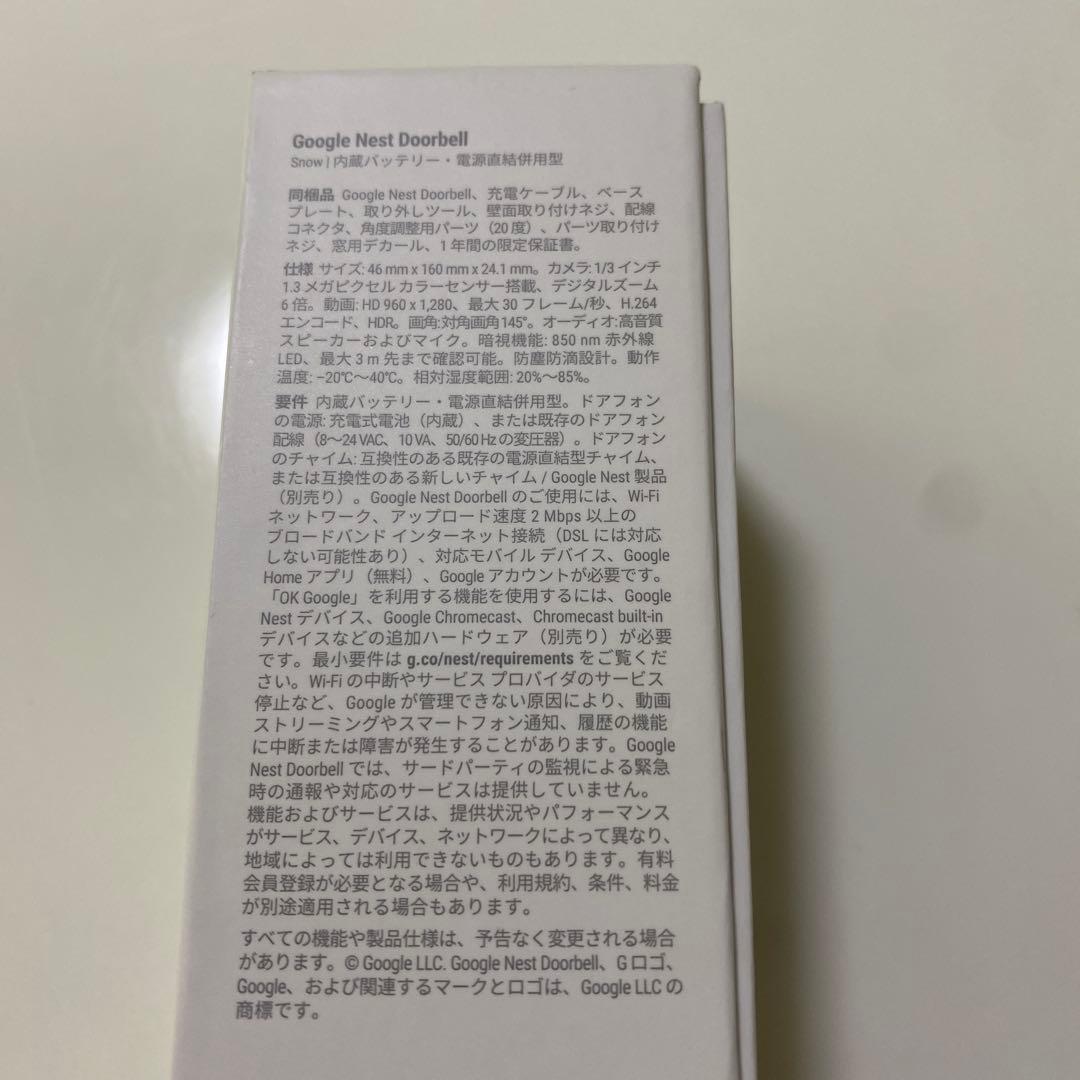 Google Nest Doorbell
Snow | 内蔵バッテリー・電源直結併用型
同梱品 Google Nest Doorbell、充電ケーブル、ベース
プレート、取り外しツール、壁面取り付けネジ、配線
コネクタ、角度調整用パーツ（20 度）、パーツ取り付け
ネジ、窓用デカール、1 年間の限定保証書。
仕様 サイズ: 46 mm x 160 mm x 24.1 mm。カメラ: 1/3 インチ
1.3 メガピクセル カラーセンサー搭載、デジタルズーム
6 倍。動画: HD 960 x 1,280、最大 30 フレーム/秒、H.264
エンコード、HDR。画角: 対角画角 145°。オーディオ: 高音質
スピーカーおよびマイク。暗視機能: 850 nm 赤外線
LED、最大 3 m 先まで確認可能。防塵防滴設計。動作
温度: −20℃～40℃。相対湿度範囲: 20%～85%。
要件 内蔵バッテリー・電源直結併用型。ドアフォン
の電源: 充電式電池（内蔵）、または既存のドアフォン
配線（8～24 VAC、10 VA、50/60 Hz の変圧器）。ドアフォン
のチャイム: 互換性のある既存の電源直結型チャイム、
または互換性のある新しいチャイム / Google Nest 製品
（別売り）。Google Nest Doorbell のご使用には、Wi-Fi
ネットワーク、アップロード速度 2 Mbps 以上の
ブロードバンド インターネット接続（DSL には対応
しない可能性あり）、対応モバイル デバイス、Google
Home アプリ（無料）、Google アカウントが必要です。
「OK Google」を利用する機能を使用するには、Google
Nest デバイス、Google Chromecast、Chromecast built-in
デバイスなどの追加ハードウェア（別売り）が必要
です。最小要件は g.co/nest/requirements をご覧くだ
さい。Wi-Fi の中断やサービス プロバイダのサービス
停止など、Google が管理できない原因により、動画
ストリーミングやスマートフォン通知、履歴の機能
に中断または障害が発生することがあります。Google
Nest Doorbell では、サードパーティの監視による緊急
時の通報や対応のサービスは提供していません。
機能およびサービスは、提供状況やパフォーマンス
がサービス、デバイス、ネットワークによって異なり、
地域によっては利用できないものもあります。有料
会員登録が必要となる場合や、利用規約、条件、料金
が別途適用される場合もあります。
すべての機能や製品仕様は、予告なく変更される場合
があります。© Google LLC. Google Nest Doorbell、G ロゴ、
Google、および関連するマークとロゴは、Google LLC の
商標です。